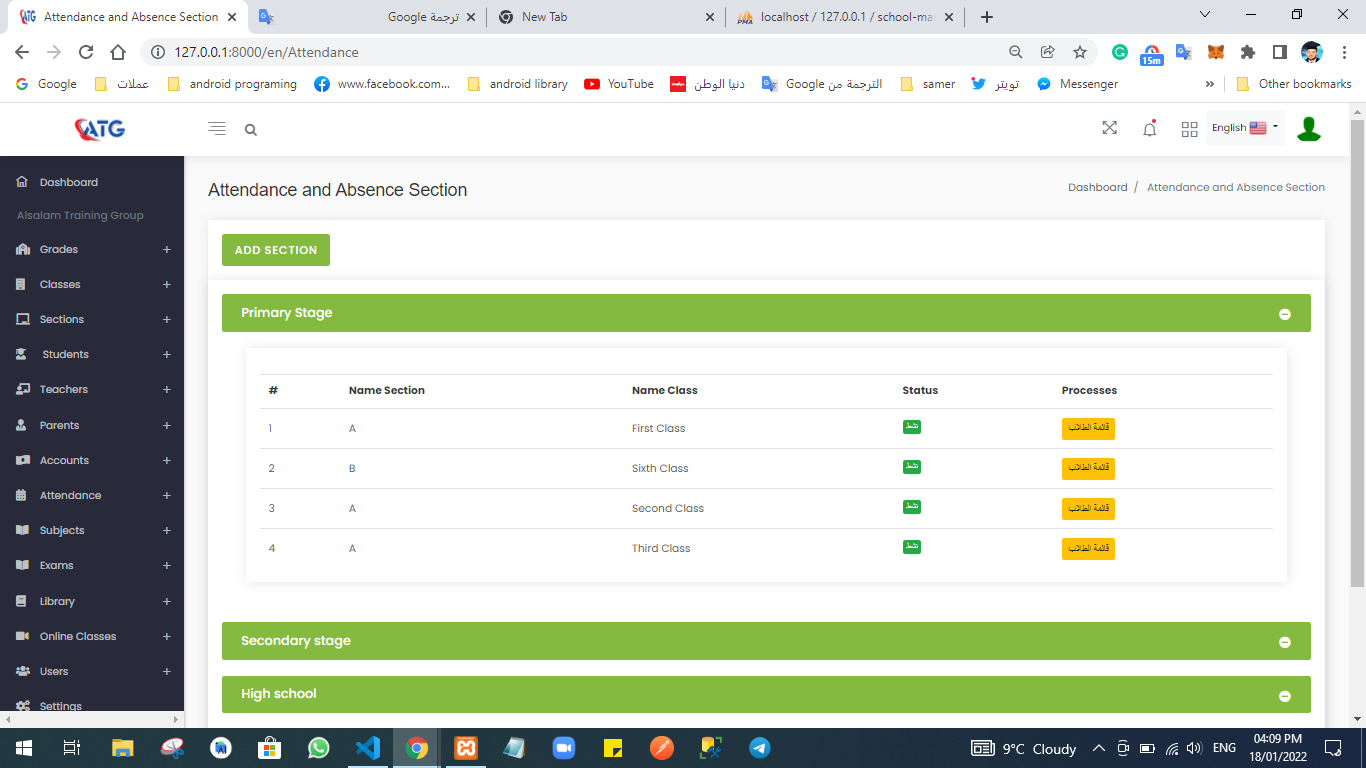 Attendance and Absence Section
ترجمة Google
New Tab
localhost / 127.0.0.1 / school-ma
127.0.0.1:8000/en/Attendance
15m
Google
عملات
android programing
www.facebook.com...
android library
YouTube
دنيا الوطن
الترجمة من Google
samer
تويتر
Messenger
»
Other bookmarks
ATG
English
Dashboard
Alsalam Training Group
Grades
Classes
Sections
Students
Teachers
Parents
Accounts
Attendance
Subjects
Exams
Library
Online Classes
Users
Settings
Attendance and Absence Section
Dashboard / Attendance and Absence Section
ADD SECTION
Primary Stage
# Name Section Name Class Status Processes
1 A First Class نشط قائمة الطلاب
2 B Sixth Class نشط قائمة الطلاب
3 A Second Class نشط قائمة الطلاب
4 A Third Class نشط قائمة الطلاب
Secondary stage
High school
9°C Cloudy
ENG
04:09 PM
18/01/2022